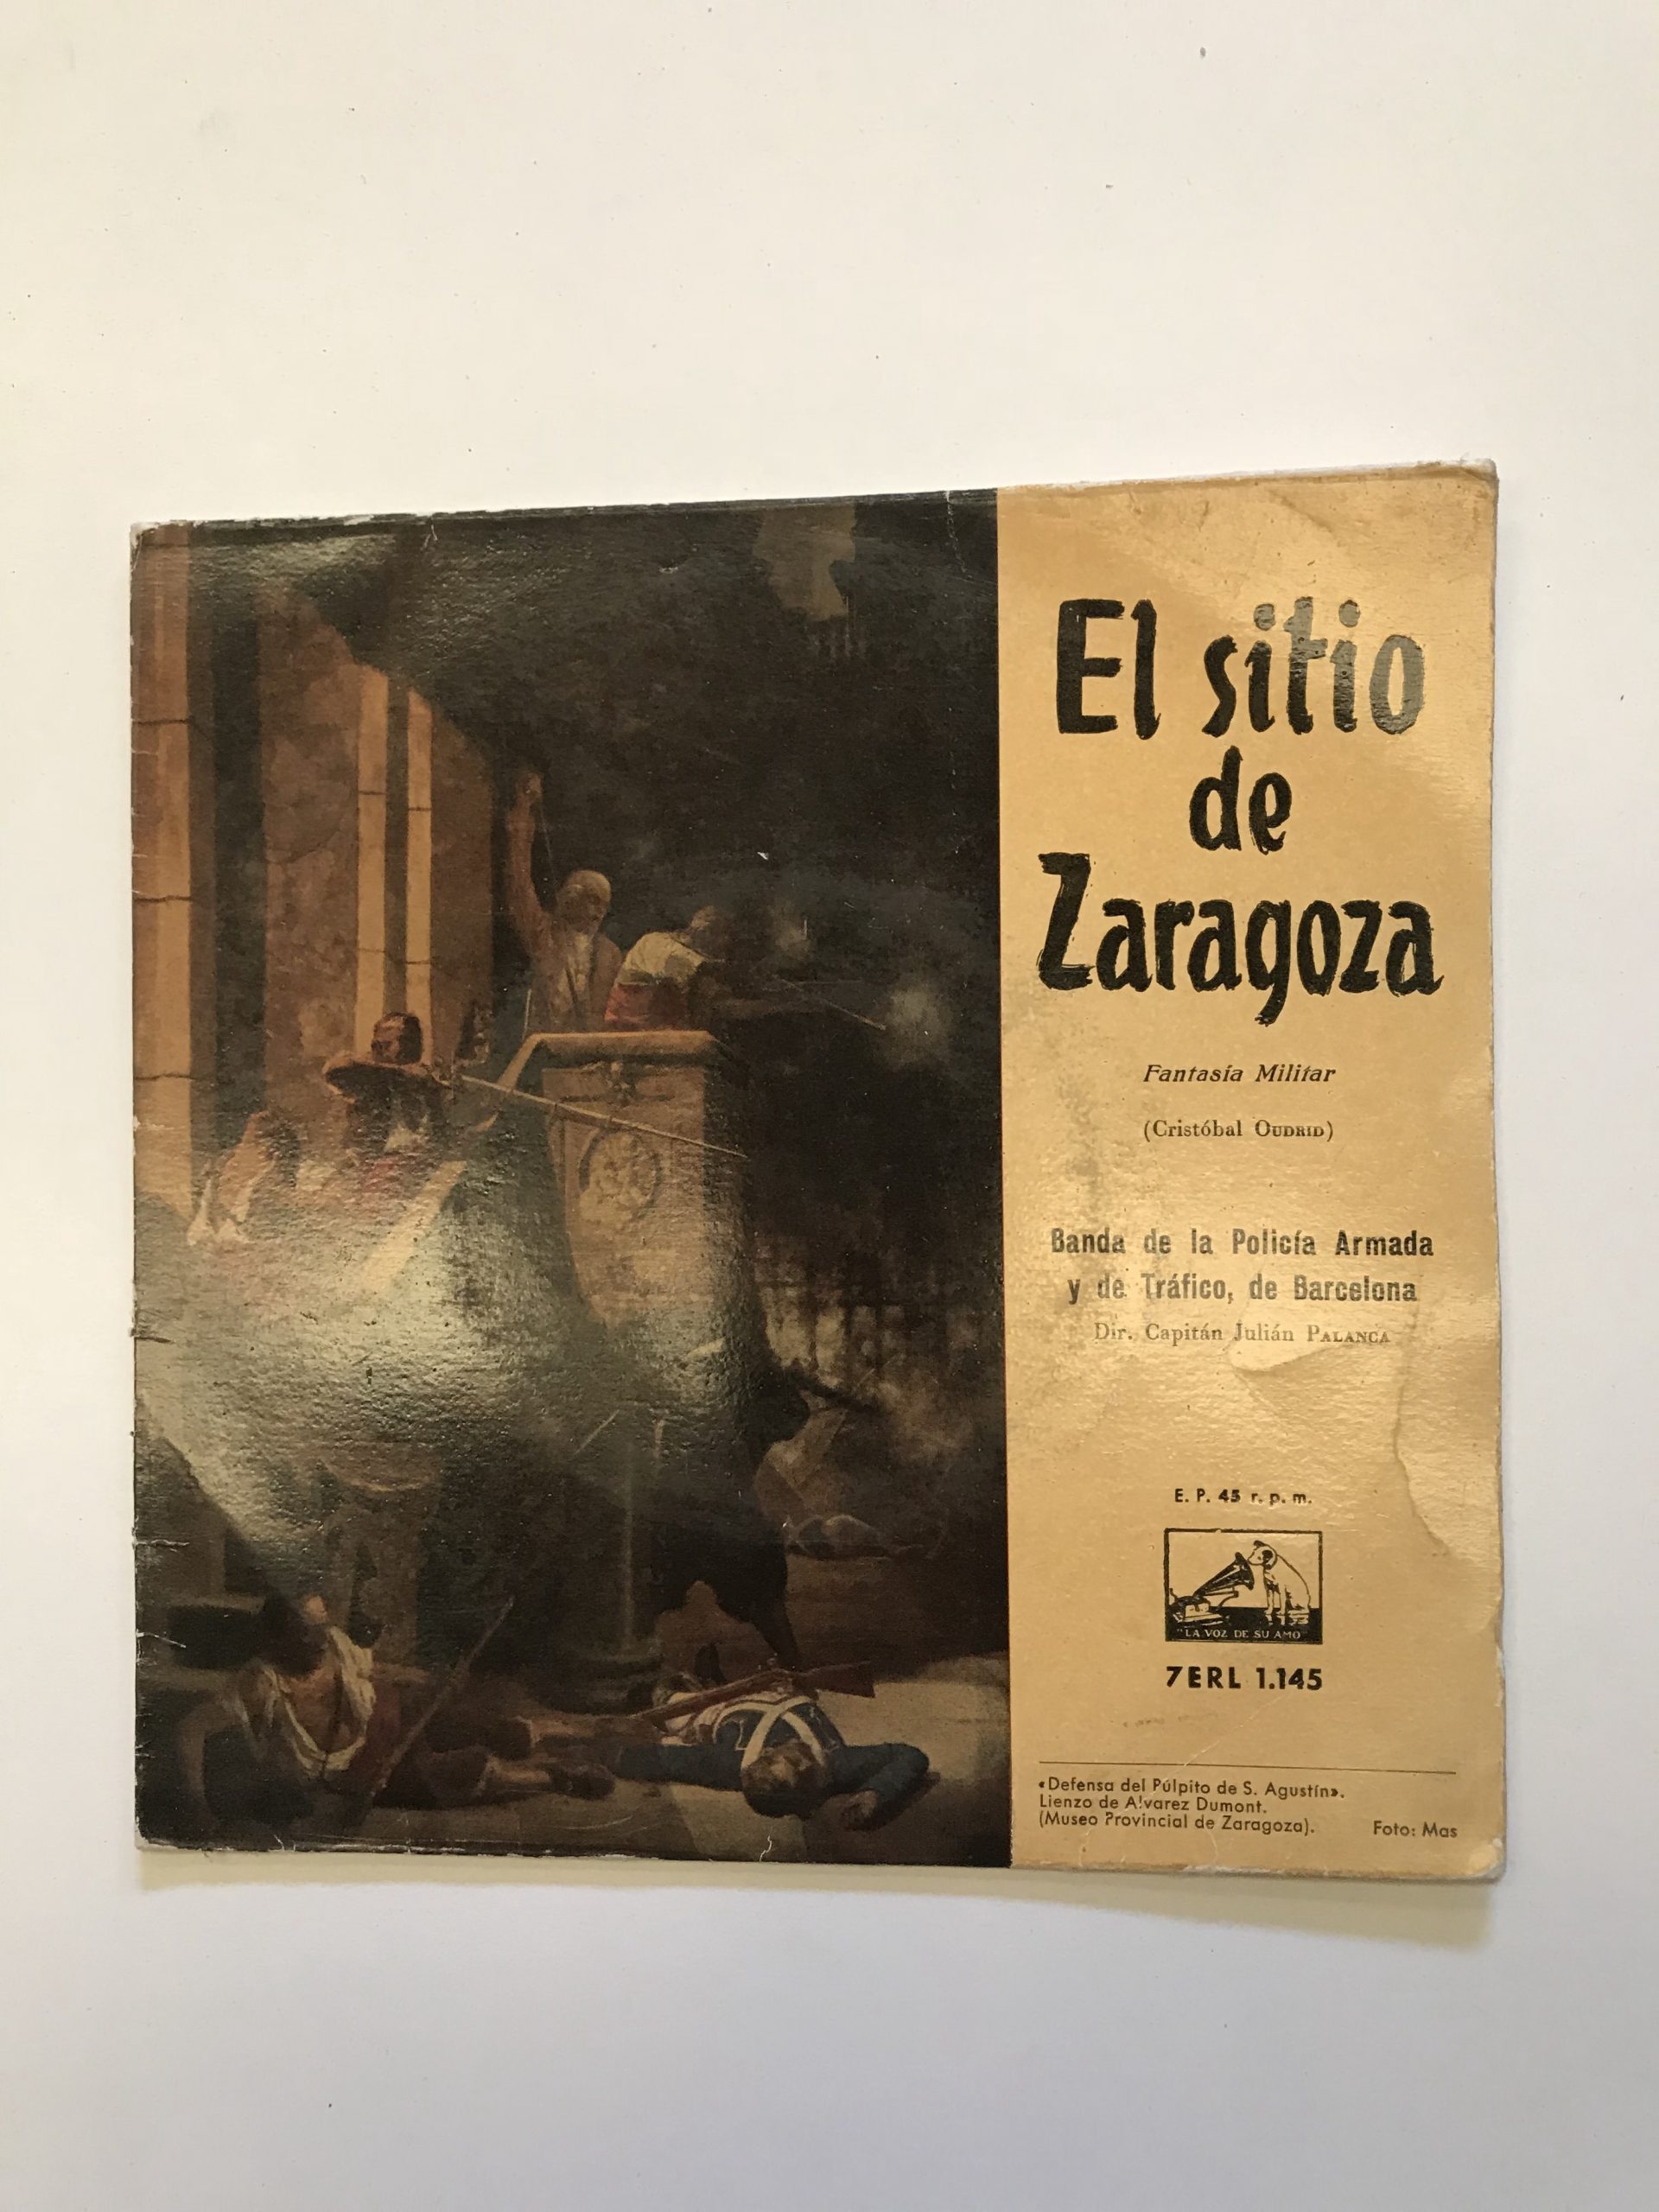 El sitio
de
Zaragoza
Fantasía Militar
(Cristóbal OUDRID)
Banda de la Policía Armada
y de Tráfico, de Barcelona
Dir. Capitán Julián PALANCA
E. P. 45 r. p. m.
"LA VOZ DE SU AMO"
7ERL 1.145
«Defensa del Púlpito de S. Agustín».
Lienzo de Alvarez Dumont.
(Museo Provincial de Zaragoza). Foto: Mas